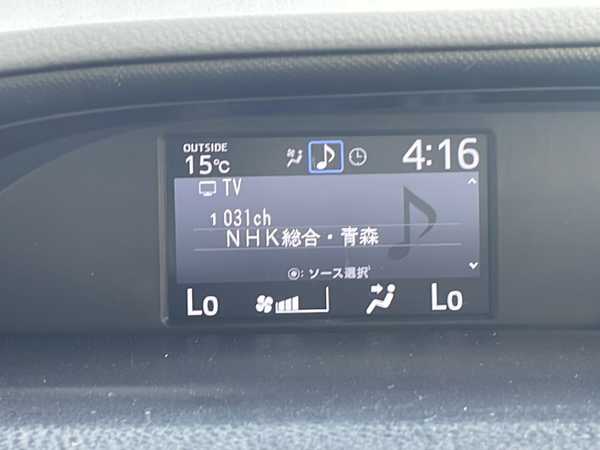 OUTSIDE
15℃
4:16
TV
1 031ch
NHK総合・青森
◉: ソース選択
Lo
Lo